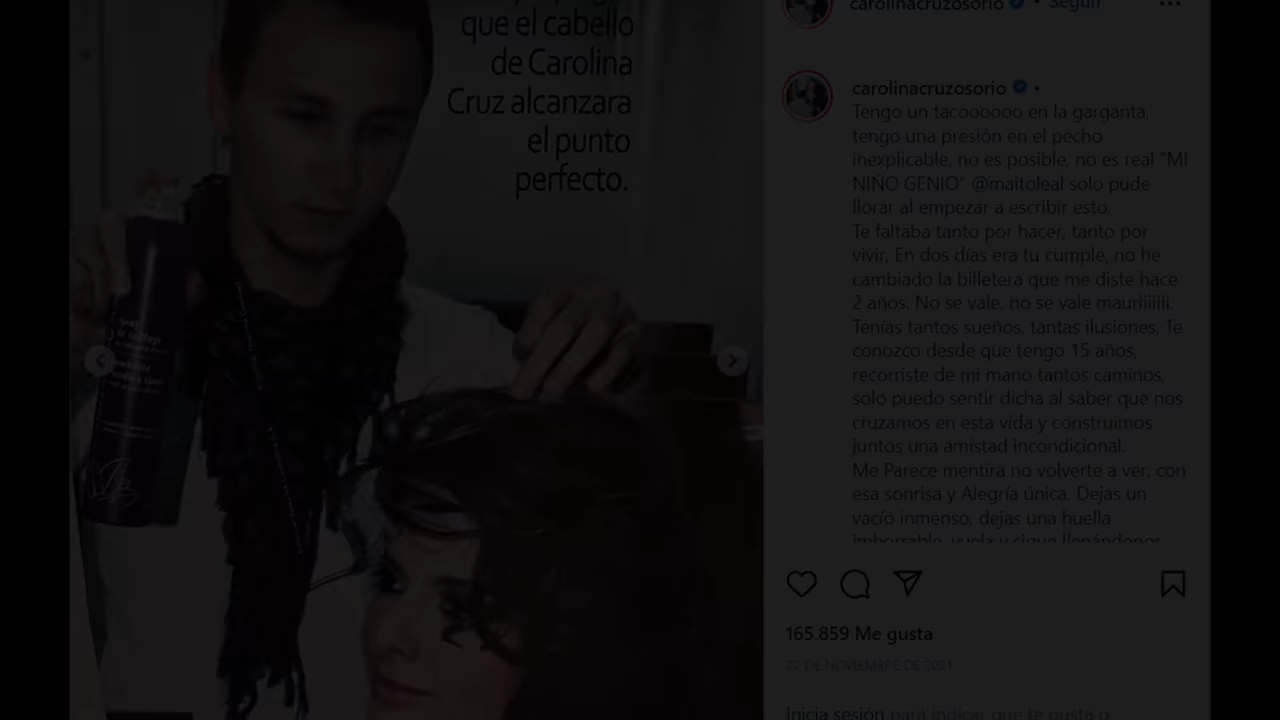 que el cabello
de Carolina
Cruz alcanzara
el punto
perfecto.
carolinacruzosorio • Seguir
carolinacruzosorio •
Tengo un tacoooooo en la garganta,
tengo una presión en el pecho
inexplicable, no es posible, no es real "MI
NIÑO GENIO" @maitoleal solo pude
llorar al empezar a escribir esto.
Te faltaba tanto por hacer, tanto por
vivir, En dos días era tu cumple, no he
cambiado la billetera que me diste hace
2 años. No se vale, no se vale mauriiiiiii.
Tenías tantos sueños, tantas ilusiones, Te
conozco desde que tengo 15 años,
recorriste de mi mano tantos caminos,
solo puedo sentir dicha al saber que nos
cruzamos en esta vida y construimos
juntos una amistad incondicional.
Me Parece mentira no volverte a ver, con
esa sonrisa y Alegría única. Dejas un
vacío inmenso, dejas una huella
imborrable, vuela y sigue llenándonos
165.859 Me gusta
22 DE NOVIEMBRE DE 2021
Inicia sesión para indicar que te gusta o